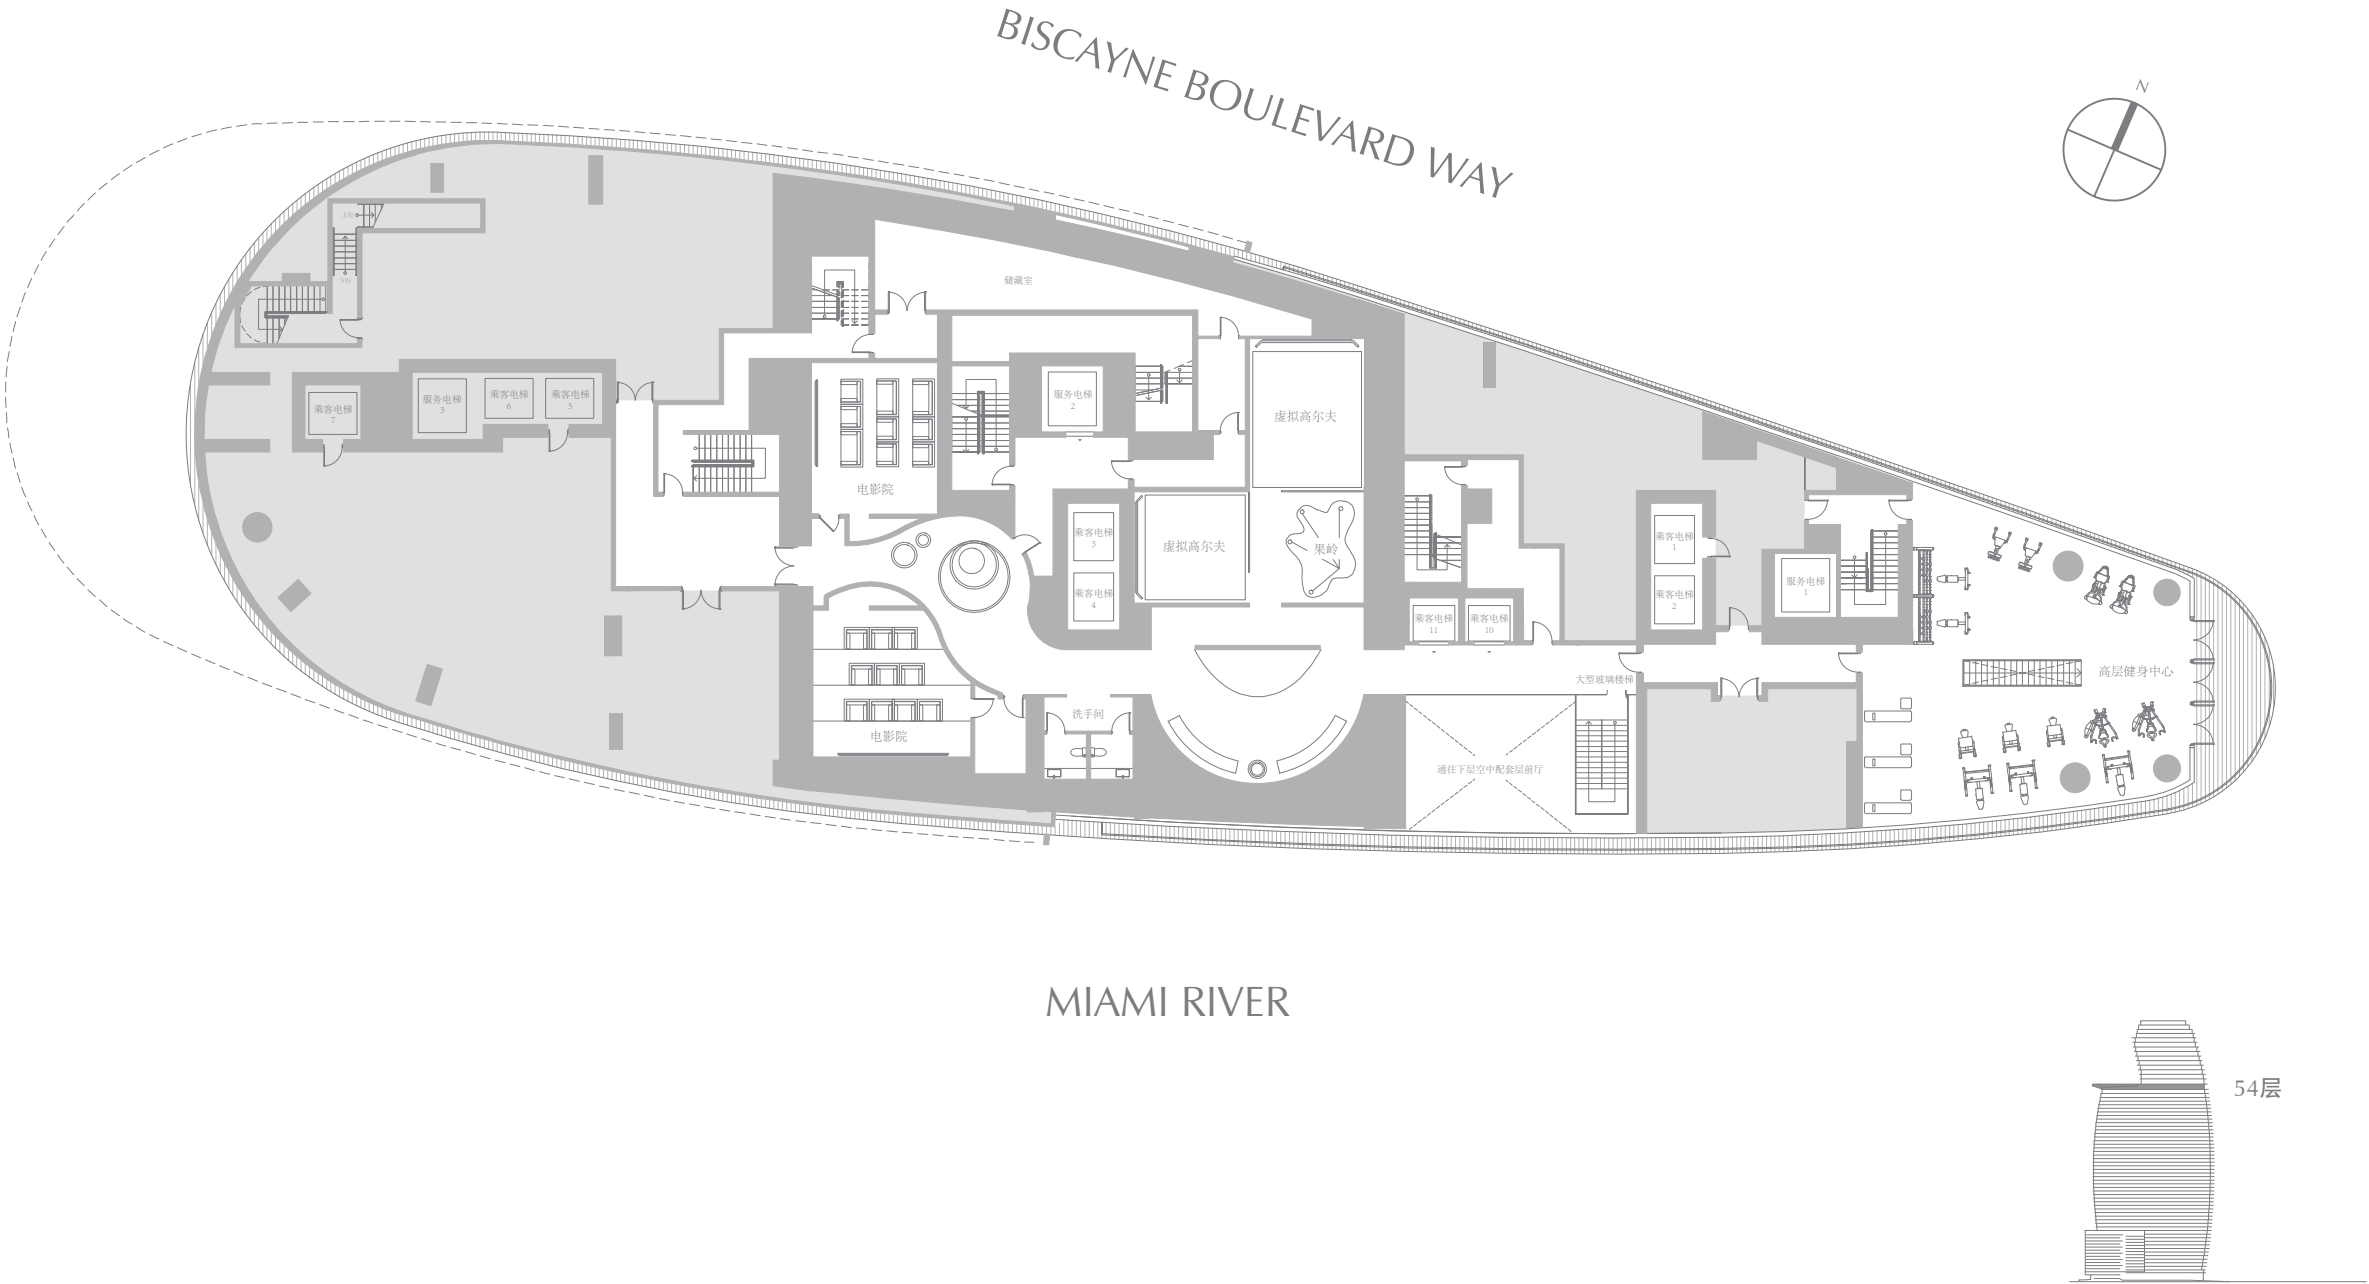 BISCAYNE BOULEVARD WAY
N
上行
下行
储藏室
乘客电梯
7
服务电梯
3
乘客电梯
6
乘客电梯
5
服务电梯
2
虚拟高尔夫
电影院
虚拟高尔夫
果岭
乘客电梯
3
乘客电梯
4
乘客电梯
1
乘客电梯
2
服务电梯
1
乘客电梯
11
乘客电梯
10
大型玻璃楼梯
高层健身中心
洗手间
电影院
通往下层空中配套层前厅
MIAMI RIVER
54层